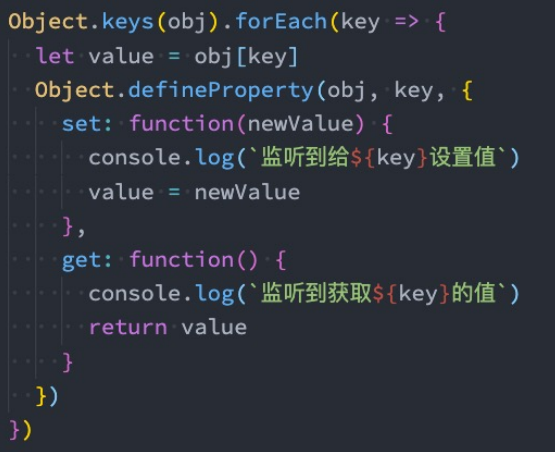 Object.keys(obj).forEach(key => {
  let value = obj[key]
  Object.defineProperty(obj, key, {
    set: function(newValue) {
      console.log(`监听到给${key}设置值`)
      value = newValue
    },
    get: function() {
      console.log(`监听到获取${key}的值`)
      return value
    }
  })
})